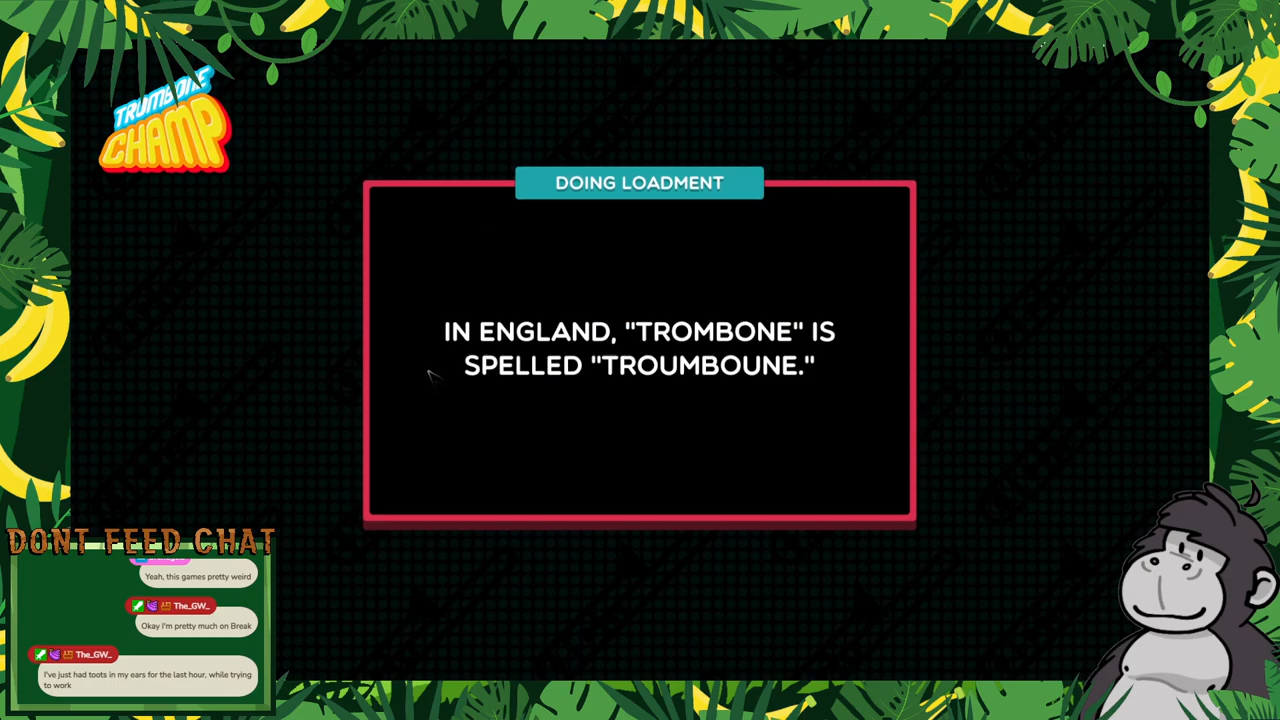 TROMBONE
CHAMP
DOING LOADMENT
IN ENGLAND, "TROMBONE" IS
SPELLED "TROUMBOUNE."
DONT FEED CHAT
Yeah, this games pretty weird
The_GW_
Okay I'm pretty much on Break
The_GW_
I've just had toots in my ears for the last hour, while trying
to work